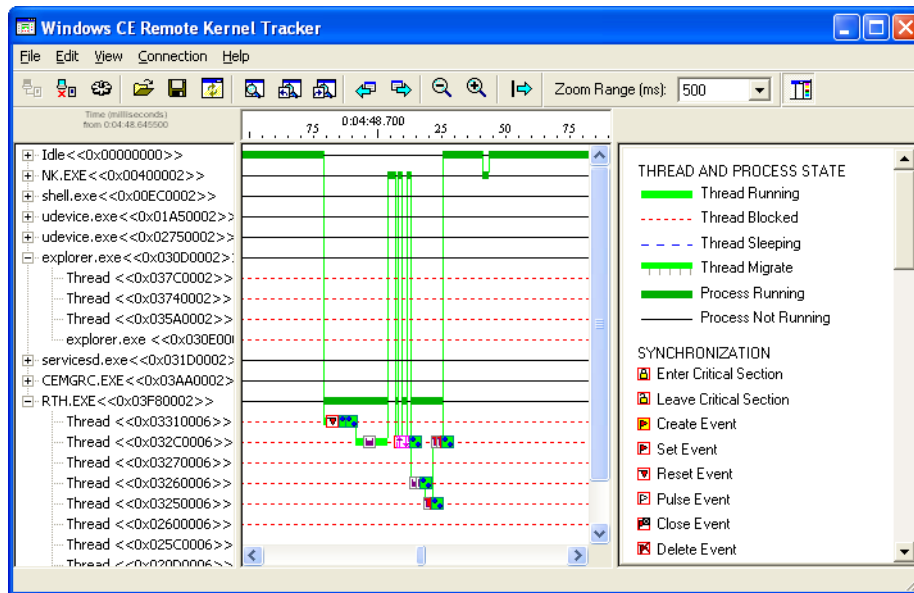 Windows CE Remote Kernel Tracker
File Edit View Connection Help
Zoom Range (ms): 500
Time (milliseconds)
from 0:04:48.645500
0:04:48.700
75 25 50 75
Idle<<0x00000000>>
NK.EXE<<0x00400002>>
shell.exe<<0x00EC0002>>
udevice.exe<<0x01A50002>>
udevice.exe<<0x02750002>>
explorer.exe<<0x030D0002>
Thread <<0x037C0002>>
Thread <<0x03740002>>
Thread <<0x035A0002>>
explorer.exe <<0x030E00
servicesd.exe<<0x031D0002>
CEMGRC.EXE<<0x03AA0002>
RTH.EXE<<0x03F80002>>
Thread <<0x03310006>>
Thread <<0x032C0006>>
Thread <<0x03270006>>
Thread <<0x03260006>>
Thread <<0x03250006>>
Thread <<0x02600006>>
Thread <<0x025C0006>>
Thread <<0x020D0006>>
THREAD AND PROCESS STATE
Thread Running
Thread Blocked
Thread Sleeping
Thread Migrate
Process Running
Process Not Running
SYNCHRONIZATION
Enter Critical Section
Leave Critical Section
Create Event
Set Event
Reset Event
Pulse Event
Close Event
Delete Event